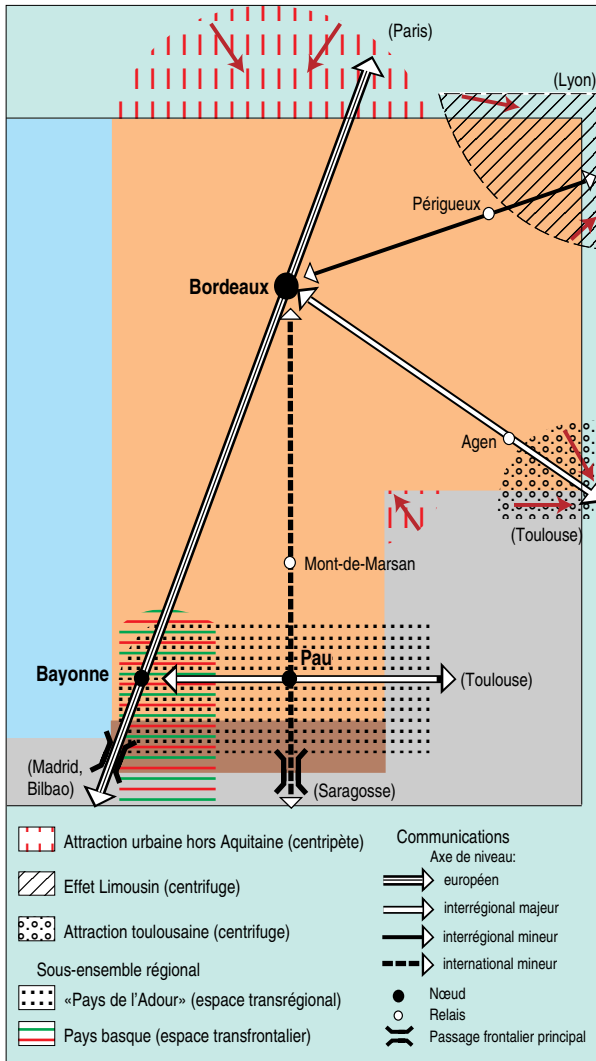 (Paris)
(Lyon)
Périgueux
Bordeaux
Agen
(Toulouse)
Mont-de-Marsan
Bayonne
Pau
(Toulouse)
(Madrid,
Bilbao)
(Saragosse)
Attraction urbaine hors Aquitaine (centripète)
Effet Limousin (centrifuge)
Attraction toulousaine (centrifuge)
Sous-ensemble régional
«Pays de l'Adour» (espace transrégional)
Pays basque (espace transfrontalier)
Communications
Axe de niveau:
européen
interrégional majeur
interrégional mineur
international mineur
Nœud
Relais
Passage frontalier principal